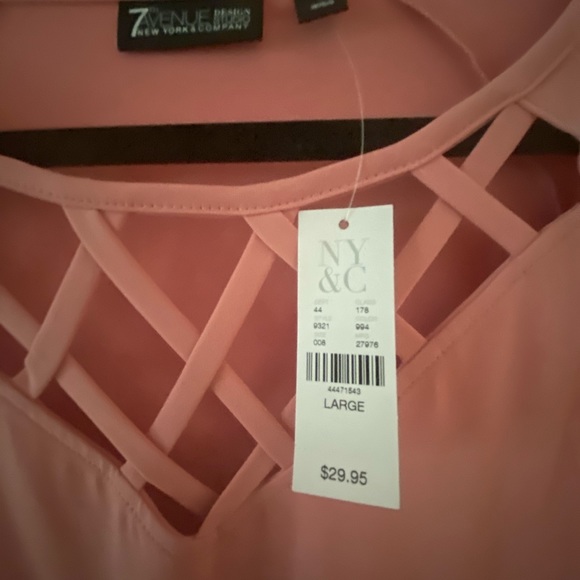 7TH AVENUE DESIGN STUDIO
NEW YORK & COMPANY
NY
&C
44 178
9321 994
008 27976
44471543
LARGE
$29.95